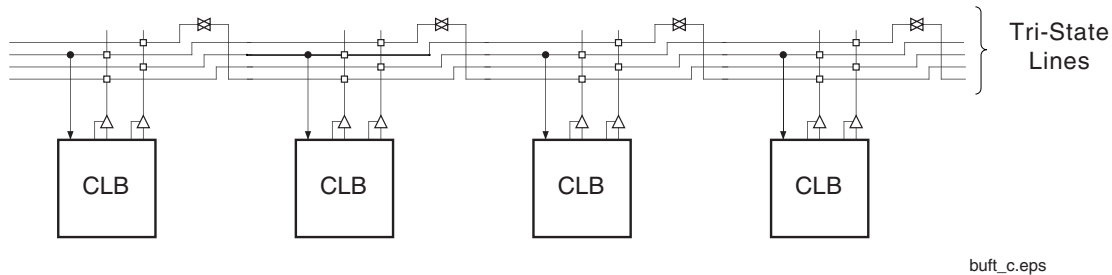 Tri-State
Lines
CLB
CLB
CLB
CLB
buft_c.eps